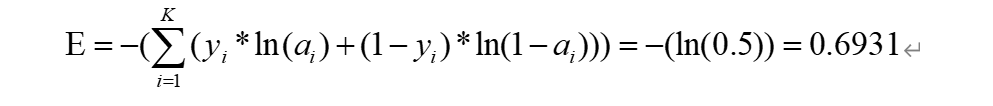 E = −(∑_{i=1}^{K} (y_i * ln(a_i) + (1 − y_i) * ln(1 − a_i))) = −(ln(0.5)) = 0.6931↵